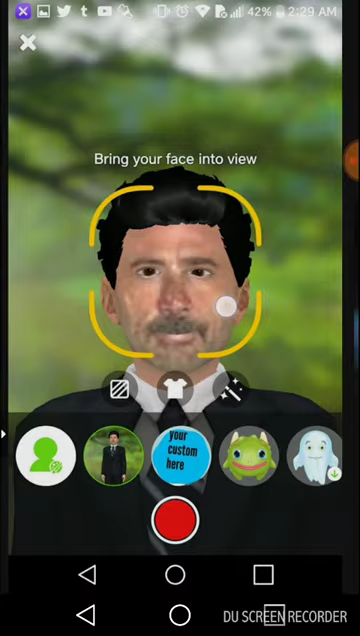 42% 2:29 AM
Bring your face into view
your
custom
here
DU SCREEN RECORDER